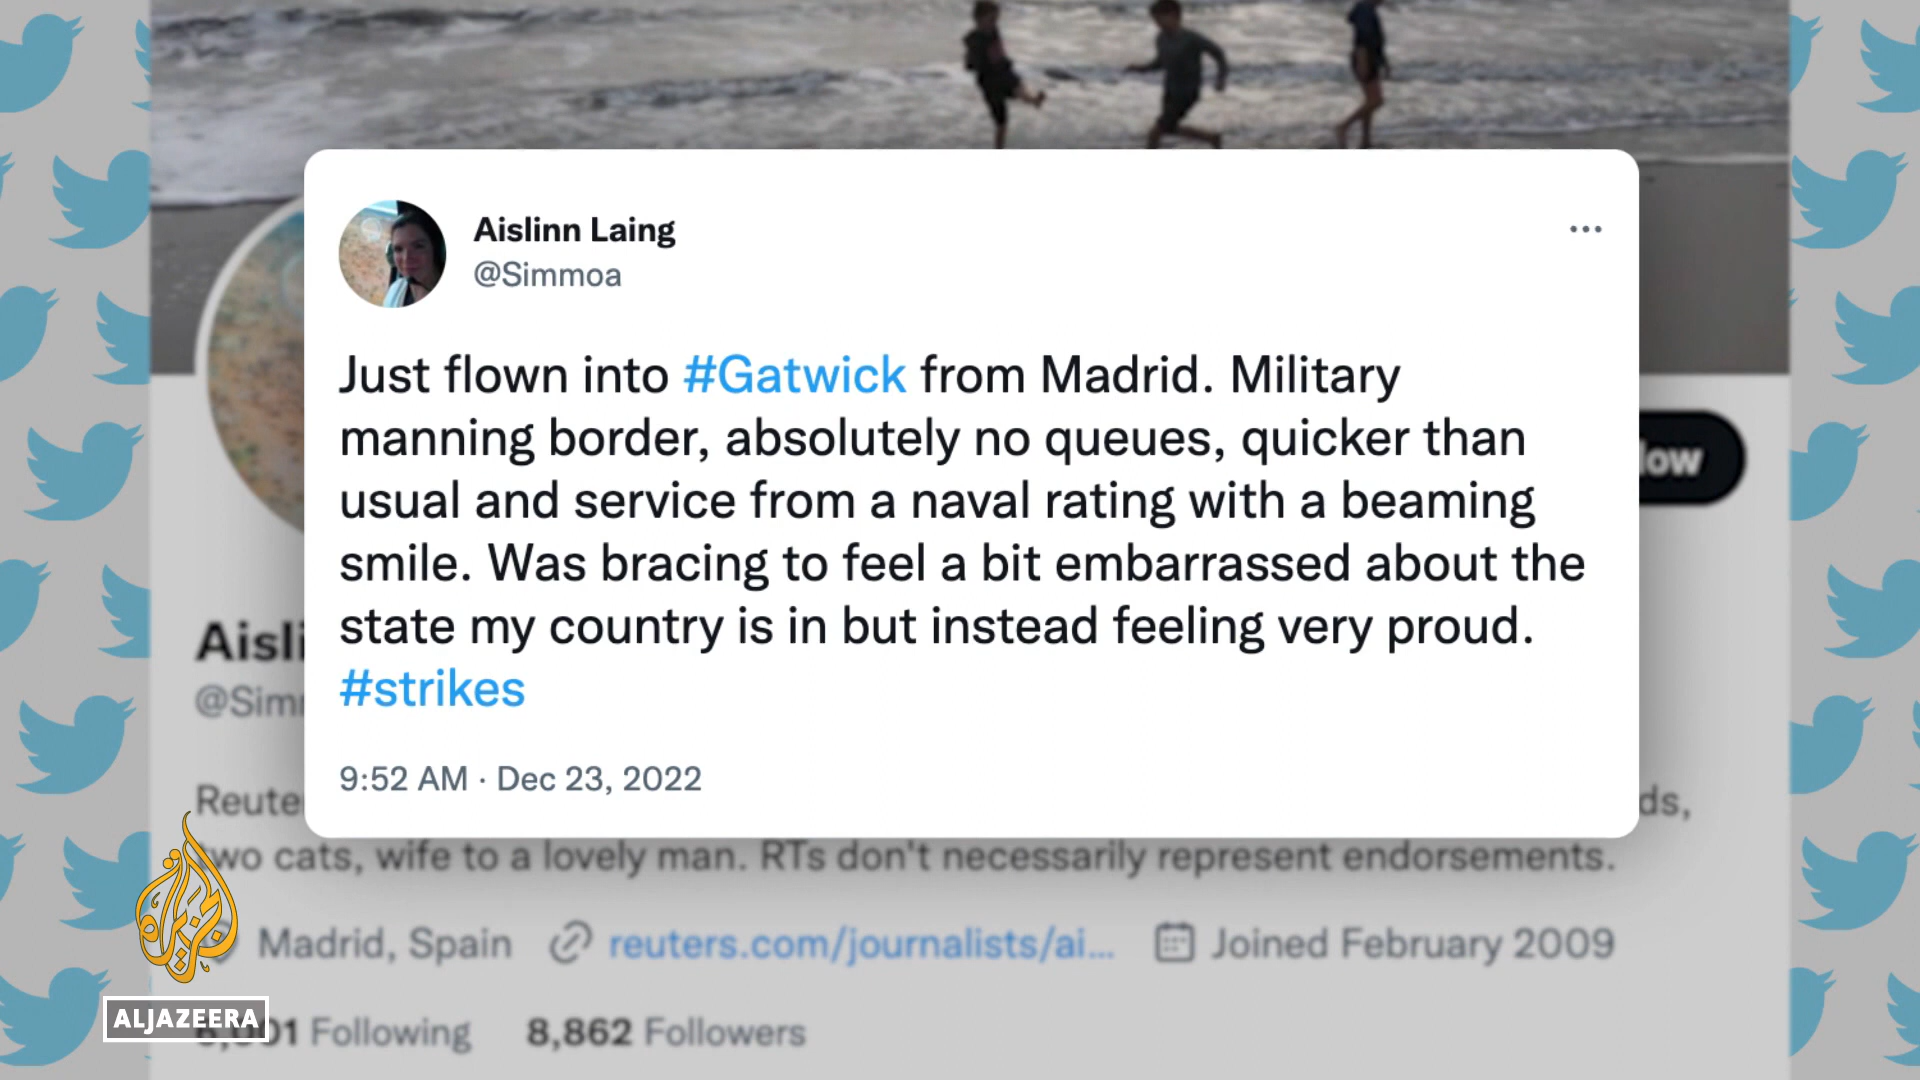 Aislinn Laing
@Simmoa
Just flown into #Gatwick from Madrid. Military
manning border, absolutely no queues, quicker than
usual and service from a naval rating with a beaming
smile. Was bracing to feel a bit embarrassed about the
state my country is in but instead feeling very proud.
#strikes
9:52 AM · Dec 23, 2022
low
Aisli
@Sim
Reute
ds,
two cats, wife to a lovely man. RTs don't necessarily represent endorsements.
Madrid, Spain reuters.com/journalists/ai... Joined February 2009
Following 8,862 Followers
الجزيرة
ALJAZEERA